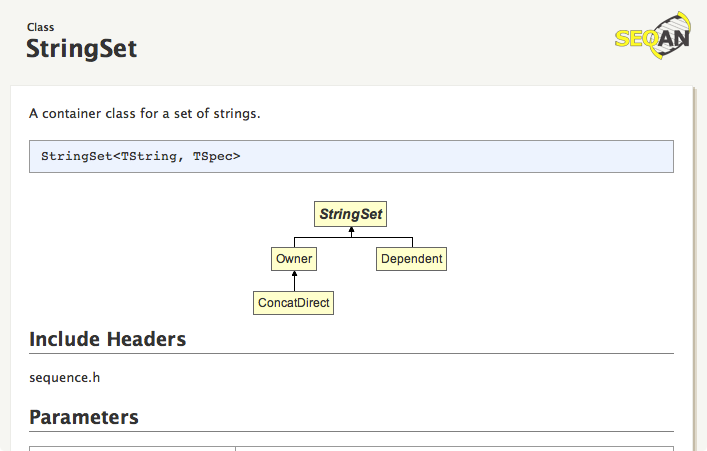 Class
StringSet
SEQAN
A container class for a set of strings.
StringSet<TString, TSpec>
StringSet
Owner Dependent
ConcatDirect
Include Headers
sequence.h
Parameters